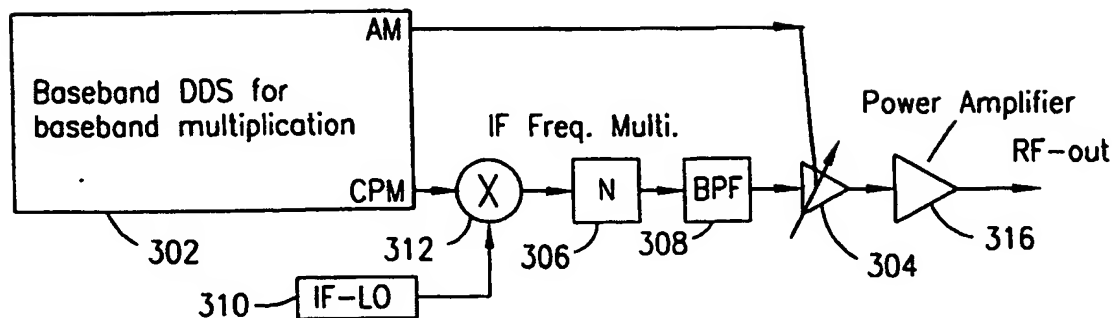 AM
Baseband DDS for
baseband multiplication
Power Amplifier
IF Freq. Multi.
RF-out
CPM
X
N
BPF
302
312
306
308
304
316
310
IF-LO